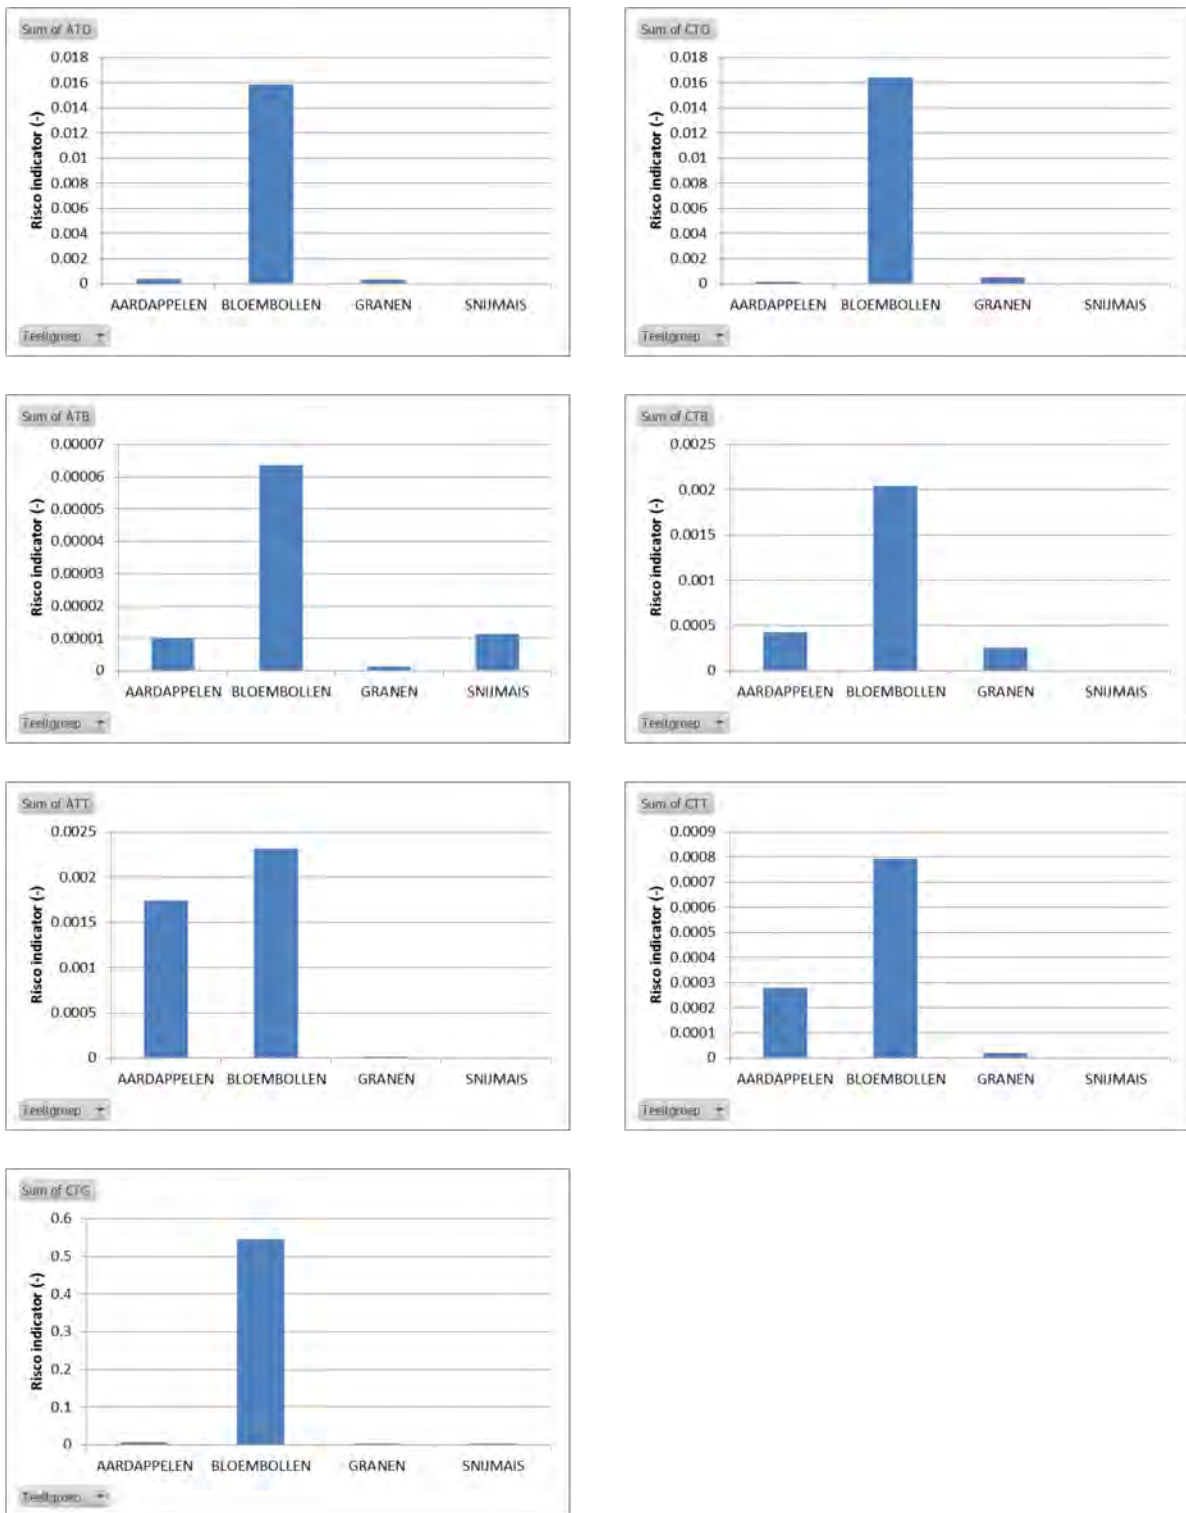 Sum of ATO
0.018
0.016
0.014
0.012
0.01
0.008
0.006
0.004
0.002
0
Risco indicator (-)
AARDAPPELEN BLOEMBOLLEN GRANEN SNIJMAIS
Teeltgroep
Sum of CTO
0.018
0.016
0.014
0.012
0.01
0.008
0.006
0.004
0.002
0
Risco indicator (-)
AARDAPPELEN BLOEMBOLLEN GRANEN SNIJMAIS
Teeltgroep
Sum of ATB
0.00007
0.00006
0.00005
0.00004
0.00003
0.00002
0.00001
0
Risco indicator (-)
AARDAPPELEN BLOEMBOLLEN GRANEN SNIJMAIS
Teeltgroep
Sum of CTB
0.0025
0.002
0.0015
0.001
0.0005
0
Risco indicator (-)
AARDAPPELEN BLOEMBOLLEN GRANEN SNIJMAIS
Teeltgroep
Sum of ATT
0.0025
0.002
0.0015
0.001
0.0005
0
Risco indicator (-)
AARDAPPELEN BLOEMBOLLEN GRANEN SNIJMAIS
Teeltgroep
Sum of CTT
0.0009
0.0008
0.0007
0.0006
0.0005
0.0004
0.0003
0.0002
0.0001
0
Risco indicator (-)
AARDAPPELEN BLOEMBOLLEN GRANEN SNIJMAIS
Teeltgroep
Sum of CTG
0.6
0.5
0.4
0.3
0.2
0.1
0
Risco indicator (-)
AARDAPPELEN BLOEMBOLLEN GRANEN SNIJMAIS
Teeltgroep